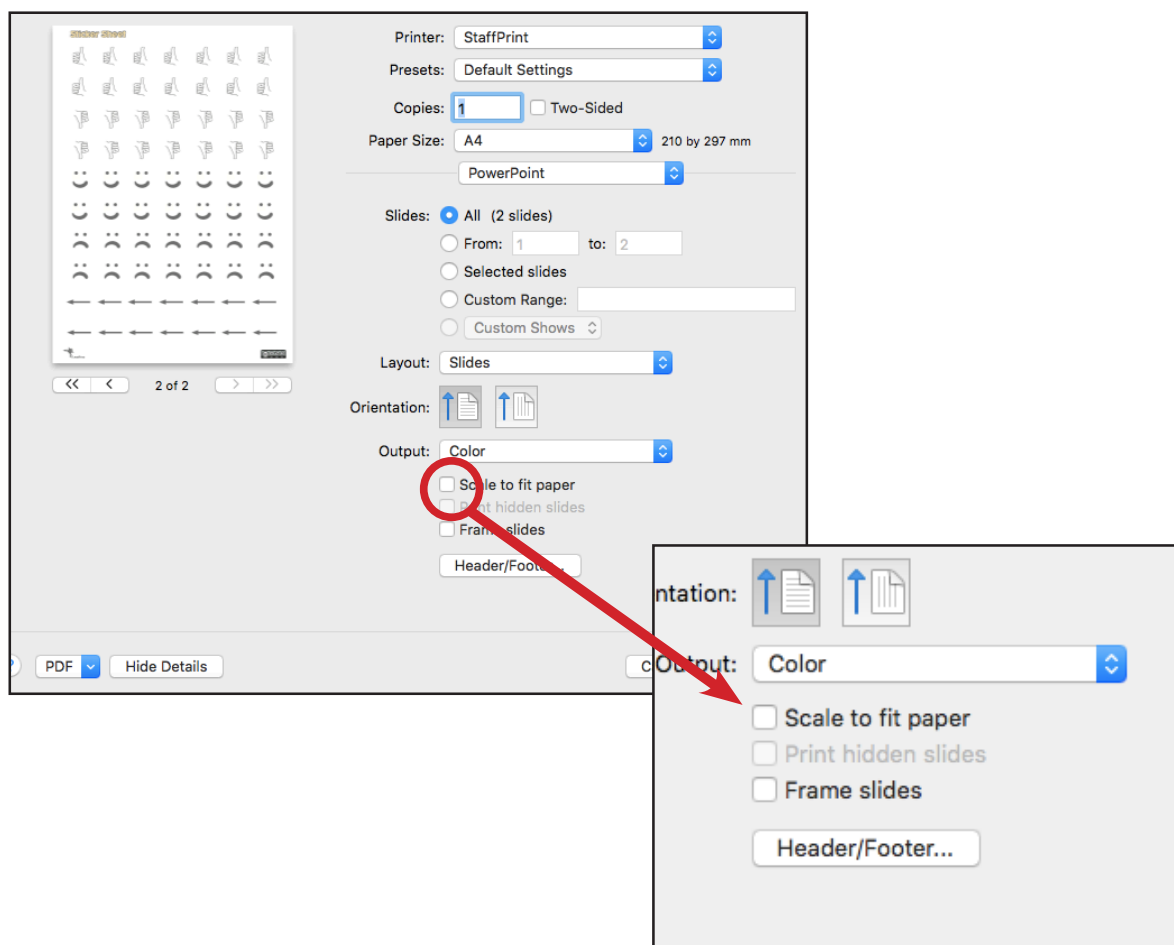 Sticker Sheet
Printer: StaffPrint
Presets: Default Settings
Copies: 1 Two-Sided
Paper Size: A4 210 by 297 mm
PowerPoint
Slides: All (2 slides)
From: 1 to: 2
Selected slides
Custom Range:
Custom Shows
<< < 2 of 2 > >>
Layout: Slides
Orientation:
Output: Color
Scale to fit paper
Print hidden slides
Frame slides
Header/Footer...
PDF Hide Details
C
ntation:
Output: Color
Scale to fit paper
Print hidden slides
Frame slides
Header/Footer...